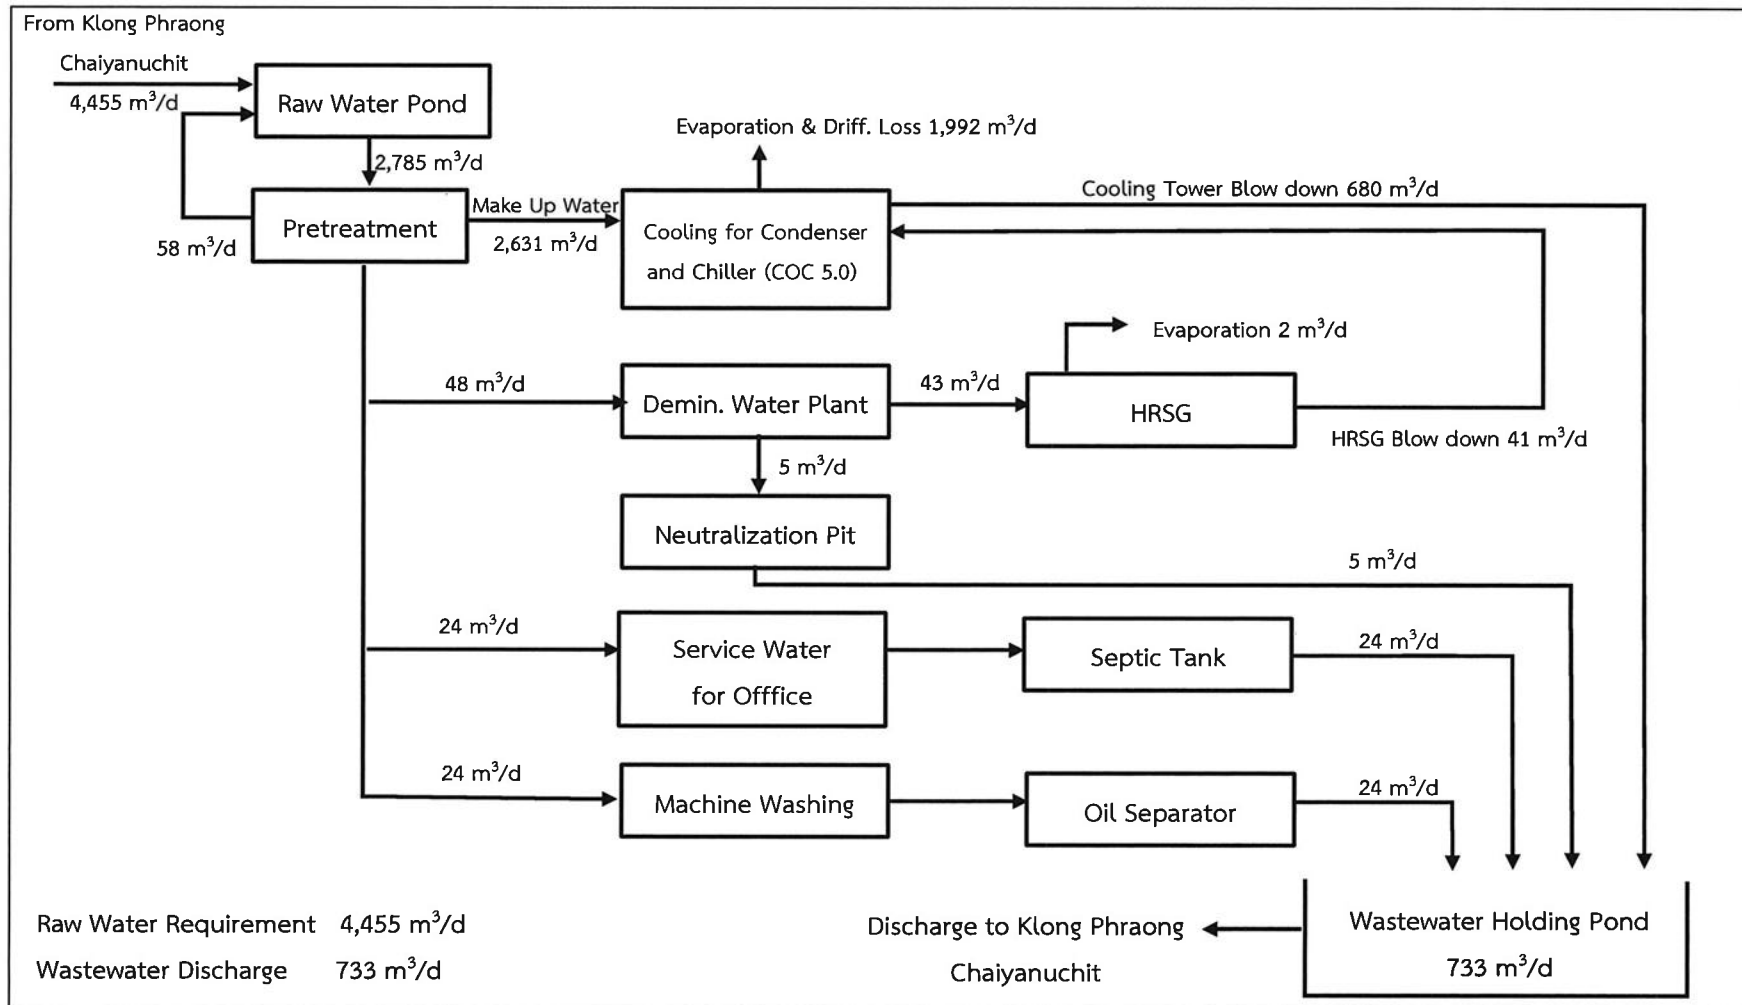 From Klong Phraong
Chaiyanuchit
4,455 m³/d
Raw Water Pond
Evaporation & Driff. Loss 1,992 m³/d
2,785 m³/d
Cooling Tower Blow down 680 m³/d
Make Up Water
Pretreatment
2,631 m³/d
58 m³/d
Cooling for Condenser
and Chiller (COC 5.0)
Evaporation 2 m³/d
48 m³/d
Demin. Water Plant
43 m³/d
HRSG
HRSG Blow down 41 m³/d
5 m³/d
Neutralization Pit
5 m³/d
24 m³/d
Service Water
for Offfice
Septic Tank
24 m³/d
24 m³/d
Machine Washing
Oil Separator
24 m³/d
Raw Water Requirement 4,455 m³/d
Wastewater Discharge 733 m³/d
Discharge to Klong Phraong
Chaiyanuchit
Wastewater Holding Pond
733 m³/d